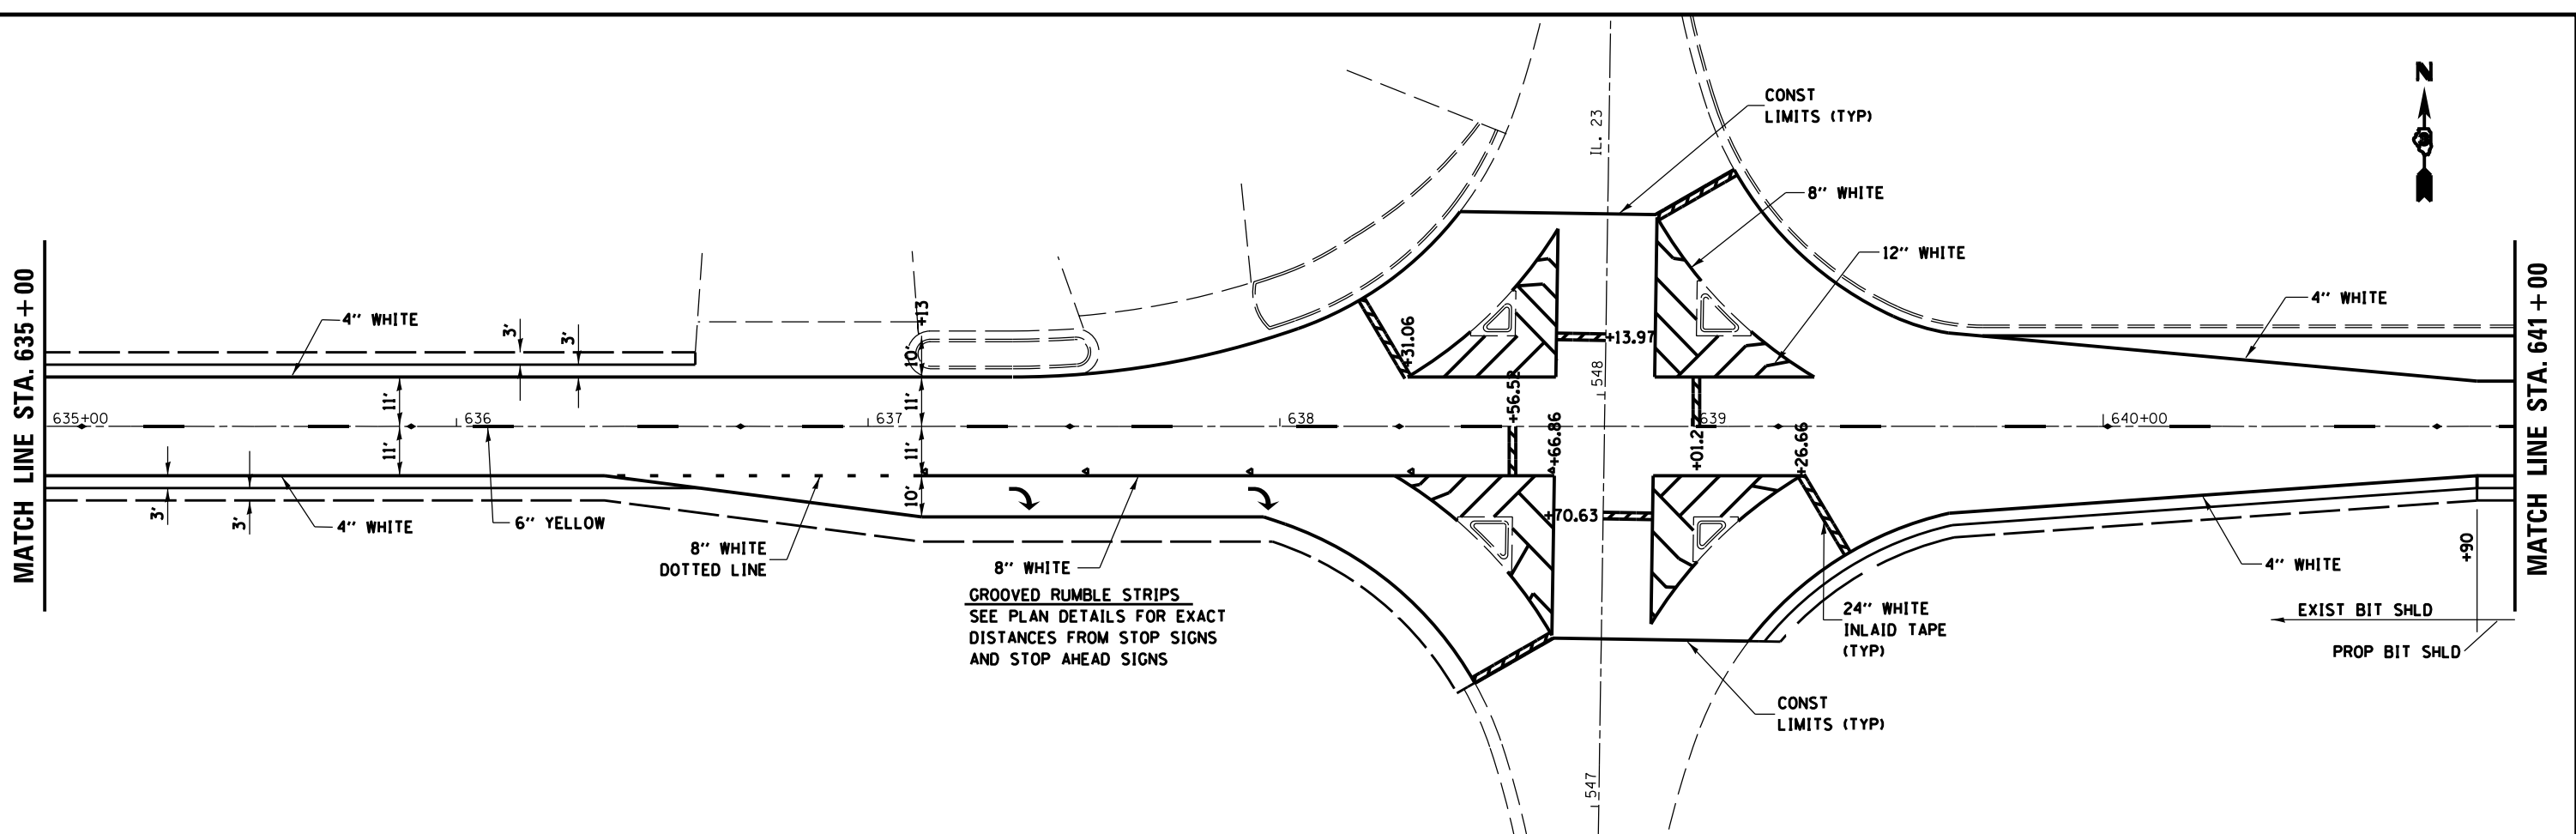 N
CONST
LIMITS (TYP)
IL. 23
8" WHITE
12" WHITE
4" WHITE
4" WHITE
3'
3'
+13
10'
+31.06
+13.97
548
MATCH LINE STA. 635+00
MATCH LINE STA. 641+00
11'
11'
635+00
636
637
638
639
640+00
+56.52
+66.86
+01.2
+26.66
11'
11'
10'
3'
3'
4" WHITE
6" YELLOW
8" WHITE
DOTTED LINE
8" WHITE
+70.63
+90
4" WHITE
GROOVED RUMBLE STRIPS
SEE PLAN DETAILS FOR EXACT
DISTANCES FROM STOP SIGNS
AND STOP AHEAD SIGNS
24" WHITE
INLAID TAPE
(TYP)
EXIST BIT SHLD
PROP BIT SHLD
CONST
LIMITS (TYP)
547